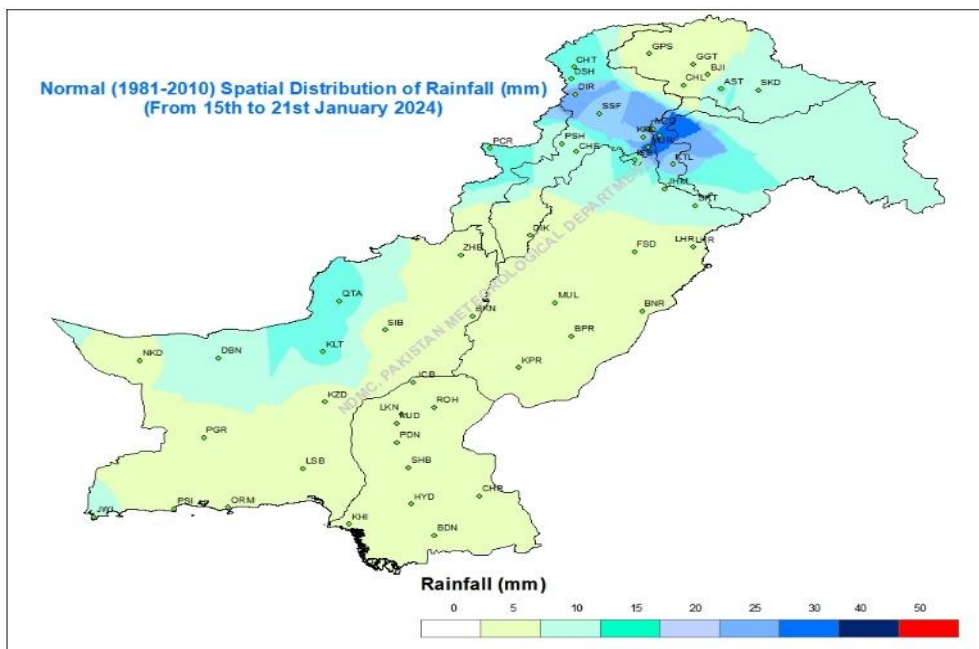 Normal (1981-2010) Spatial Distribution of Rainfall (mm)
(From 15th to 21st January 2024)
GPS
GGT
BJI
CHL
AST
SKD
CHT
DSH
DIR
SSF
MZD
KTL
PSH
CHE
PCR
JHM
SKT
DIK
ZHB
FSD
LHR
QTA
SIB
BKN
MUL
BNR
BPR
KPR
NKD
DBN
KLT
KZD
ROH
LKN
PDN
PGR
LSB
SHB
HYD
BDN
JWI
PSI
ORM
KHI
NDMC, PAKISTAN METEOROLOGICAL DEPARTMENT
Rainfall (mm)
0 5 10 15 20 25 30 40 50